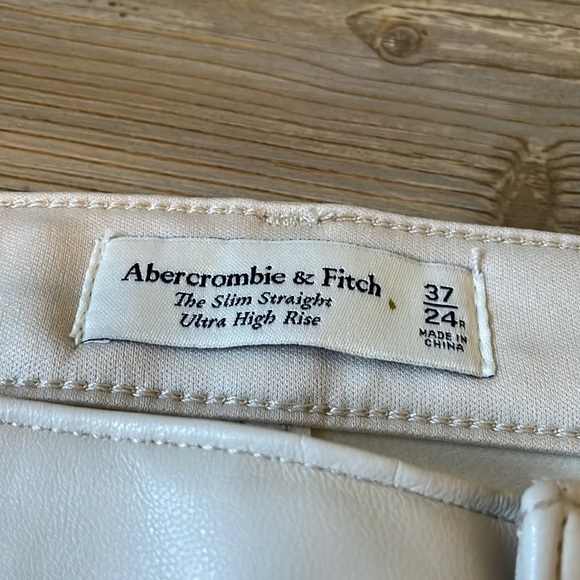 Abercrombie & Fitch
The Slim Straight
Ultra High Rise
37
24R
MADE IN
CHINA